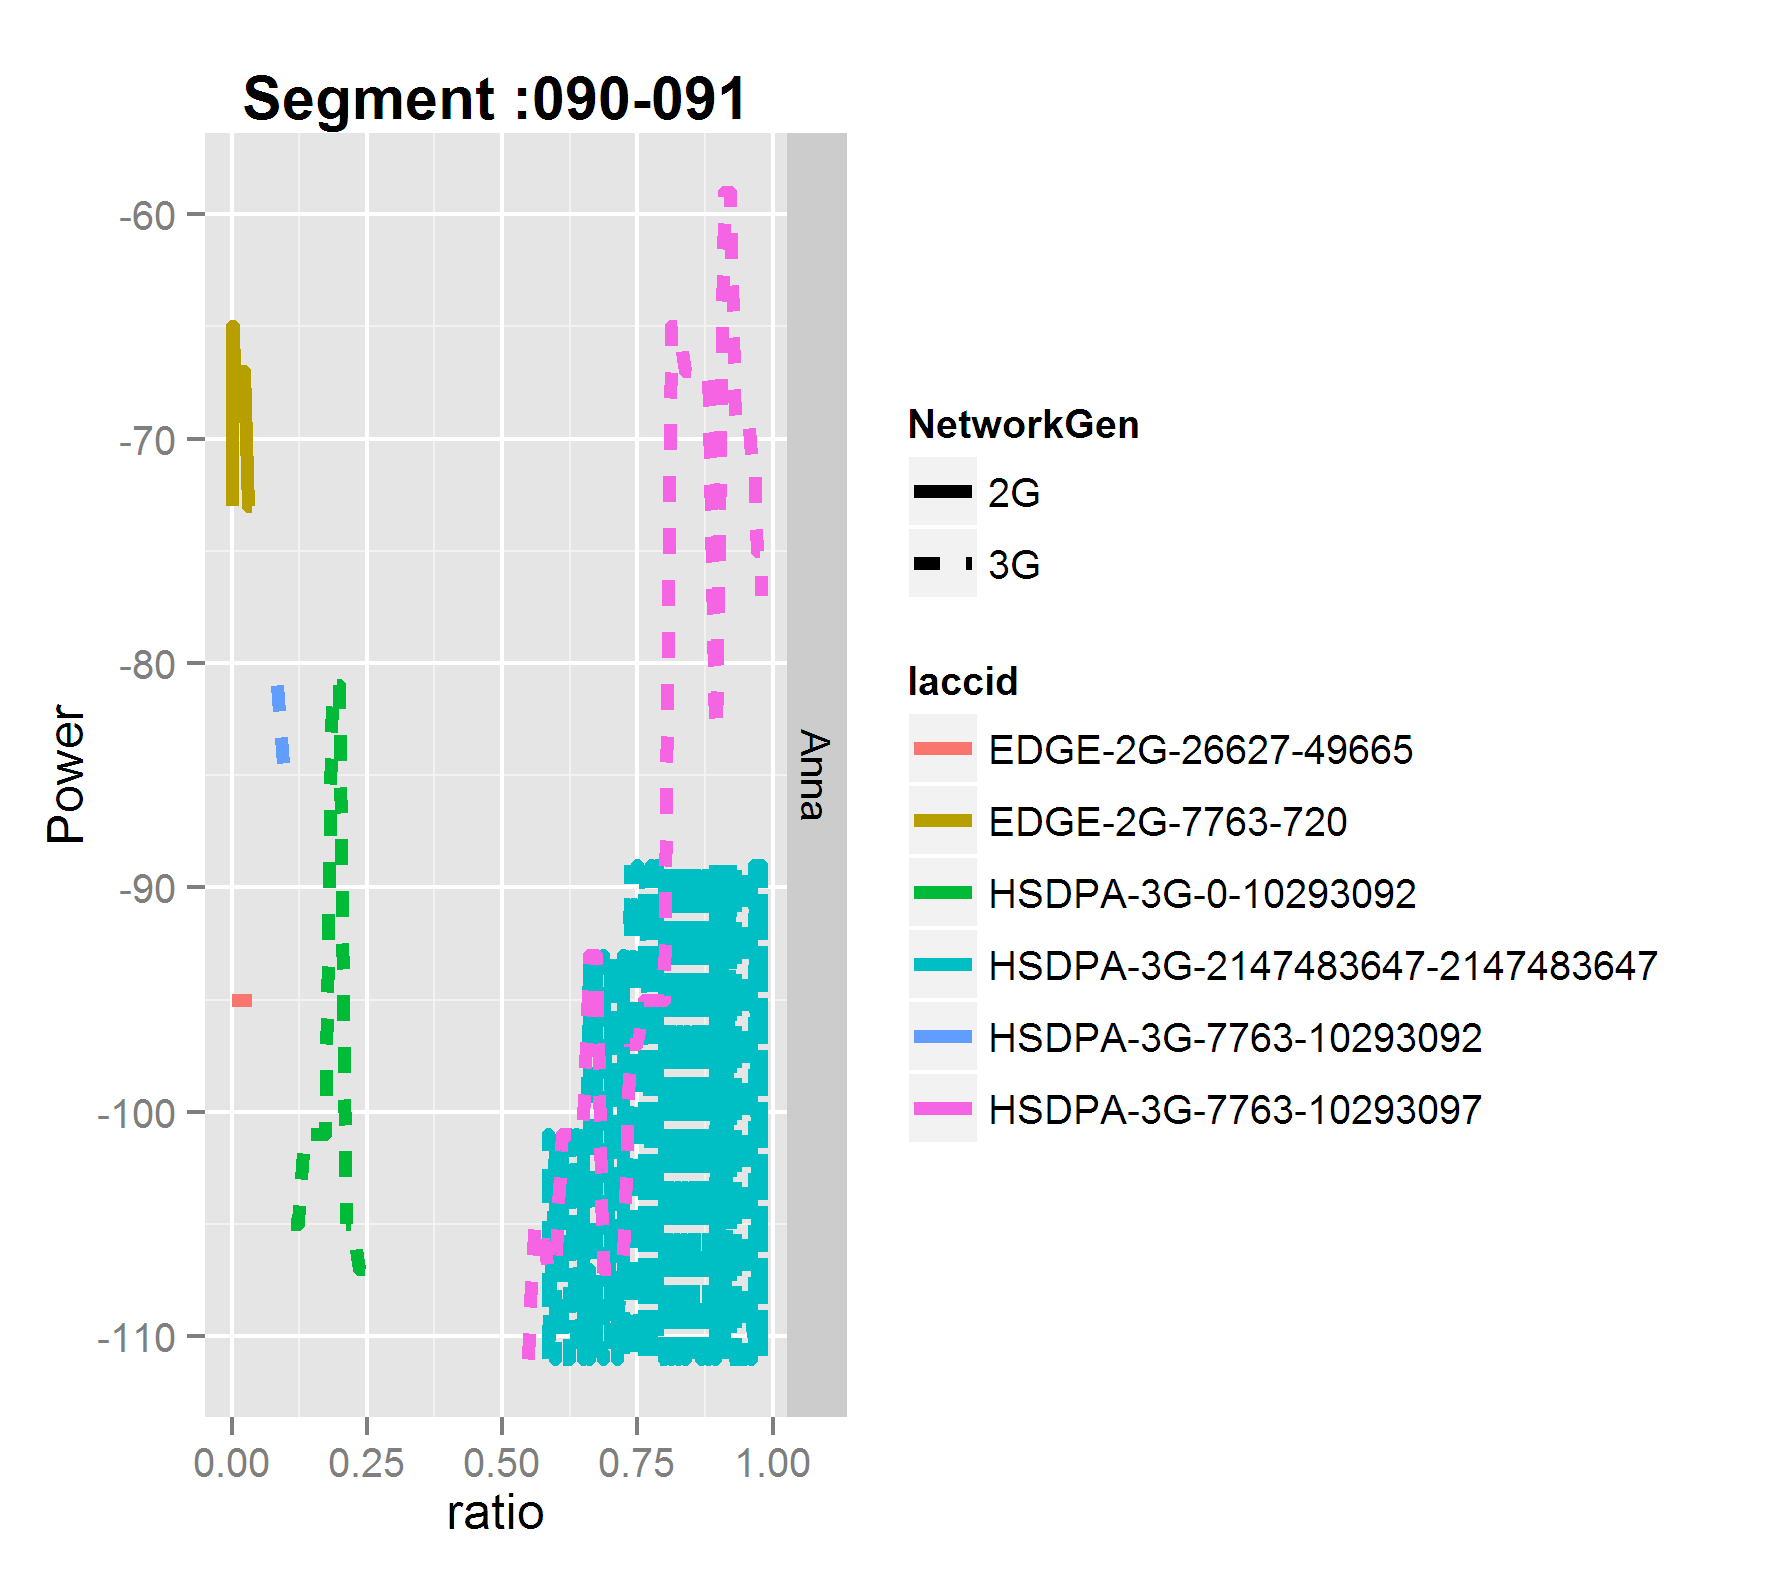 Segment :090-091
-60
-70
-80
-90
-100
-110
Power
0.00 0.25 0.50 0.75 1.00
ratio
Anna
NetworkGen
2G
3G
laccid
EDGE-2G-26627-49665
EDGE-2G-7763-720
HSDPA-3G-0-10293092
HSDPA-3G-2147483647-2147483647
HSDPA-3G-7763-10293092
HSDPA-3G-7763-10293097